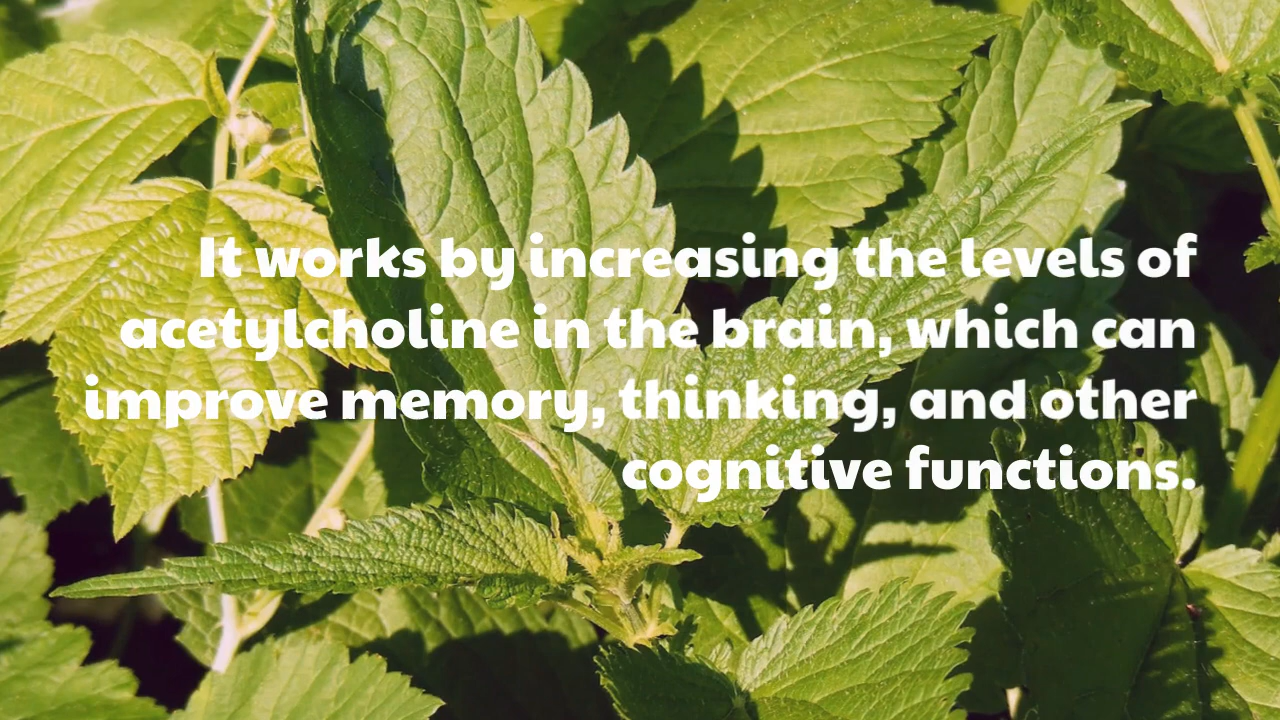 It works by increasing the levels of
acetylcholine in the brain, which can
improve memory, thinking, and other
cognitive functions.